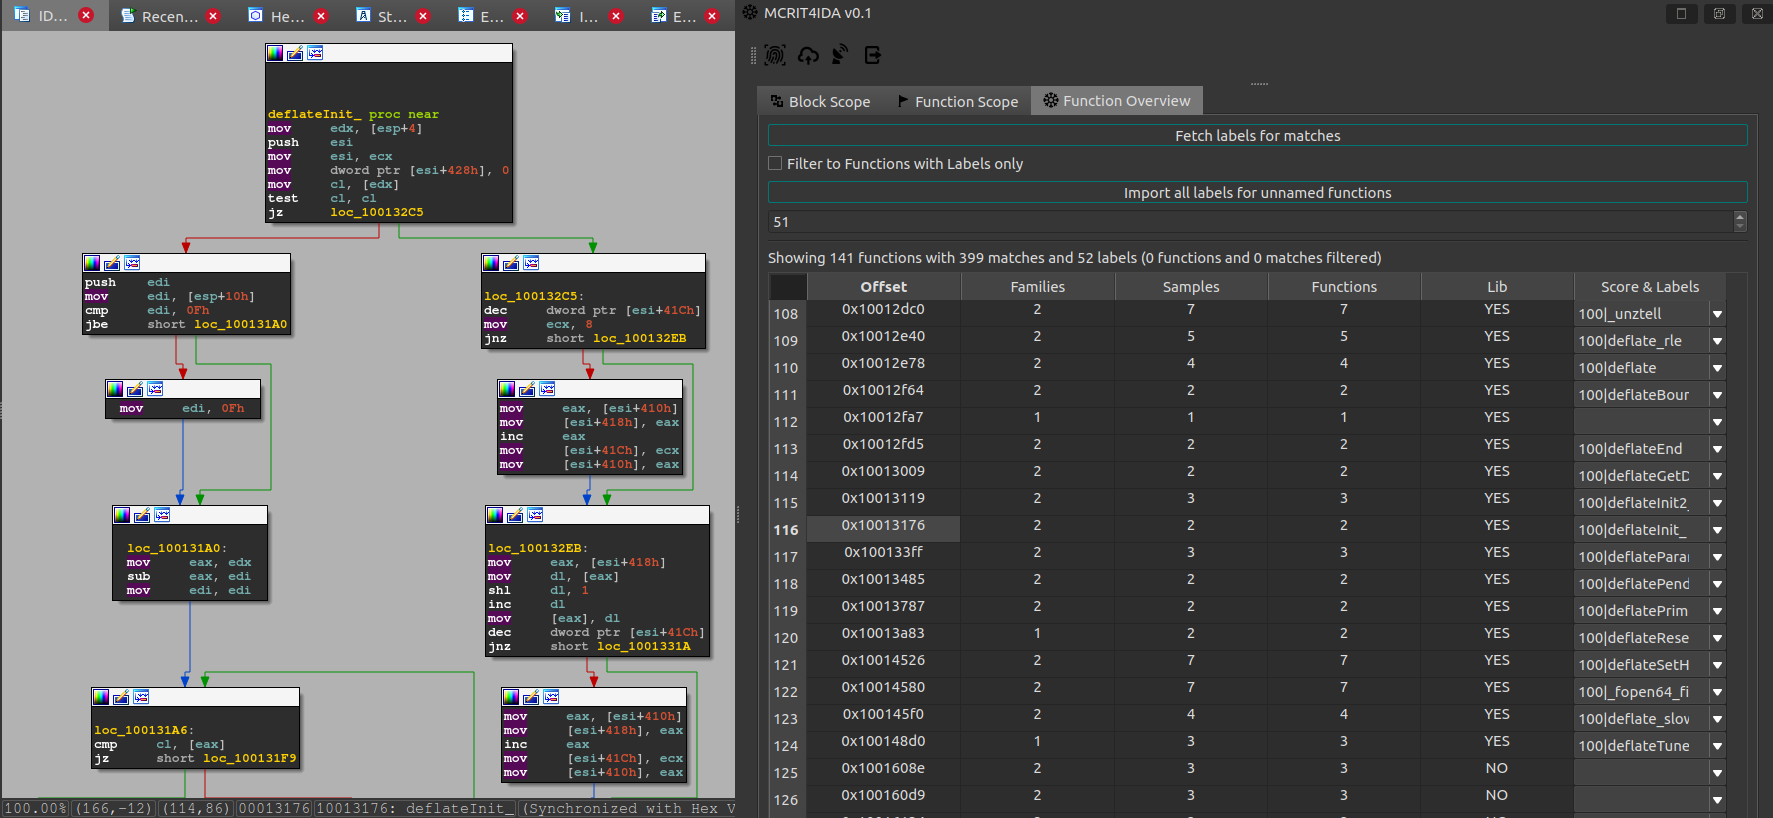 ID...
Recen...
He...
St...
E...
I...
E...
deflateInit_ proc near
mov edx, [esp+4]
push esi
mov esi, ecx
mov dword ptr [esi+428h], 0
mov cl, [edx]
test cl, cl
jz loc_100132C5
push edi
mov edi, [esp+10h]
cmp edi, 0Fh
jbe short loc_100131A0
loc_100132C5:
dec dword ptr [esi+41Ch]
mov ecx, 8
jnz short loc_100132EB
mov edi, 0Fh
mov eax, [esi+410h]
mov [esi+418h], eax
inc eax
mov [esi+41Ch], ecx
mov [esi+410h], eax
loc_100131A0:
mov eax, edx
sub eax, edi
mov edi, edi
loc_100132EB:
mov eax, [esi+418h]
mov dl, [eax]
shl dl, 1
inc dl
mov [eax], dl
dec dword ptr [esi+41Ch]
jnz short loc_1001331A
loc_100131A6:
cmp cl, [eax]
jz short loc_100131F9
mov eax, [esi+410h]
mov [esi+418h], eax
inc eax
mov [esi+41Ch], ecx
mov [esi+410h], eax
100.00% (166,-12) (114,86) 00013176 10013176: deflateInit_ (Synchronized with Hex V
MCRIT4IDA v0.1
Block Scope
Function Scope
Function Overview
Fetch labels for matches
Filter to Functions with Labels only
Import all labels for unnamed functions
51
Showing 141 functions with 399 matches and 52 labels (0 functions and 0 matches filtered)
Offset Families Samples Functions Lib Score & Labels
108 0x10012dc0 2 7 7 YES 100|_unztell
109 0x10012e40 2 5 5 YES 100|deflate_rle
110 0x10012e78 2 4 4 YES 100|deflate
111 0x10012f64 2 2 2 YES 100|deflateBour
112 0x10012fa7 1 1 1 YES
113 0x10012fd5 2 2 2 YES 100|deflateEnd
114 0x10013009 2 2 2 YES 100|deflateGetD
115 0x10013119 2 3 3 YES 100|deflateInit2_
116 0x10013176 2 2 2 YES 100|deflateInit_
117 0x100133ff 2 3 3 YES 100|deflateParar
118 0x10013485 2 2 2 YES 100|deflatePend
119 0x10013787 2 2 2 YES 100|deflatePrim
120 0x10013a83 1 2 2 YES 100|deflateRese
121 0x10014526 2 7 7 YES 100|deflateSetH
122 0x10014580 2 7 7 YES 100|_fopen64_fi
123 0x100145f0 2 4 4 YES 100|deflate_slov
124 0x100148d0 1 3 3 YES 100|deflateTune
125 0x1001608e 2 3 3 NO
126 0x100160d9 2 3 3 NO